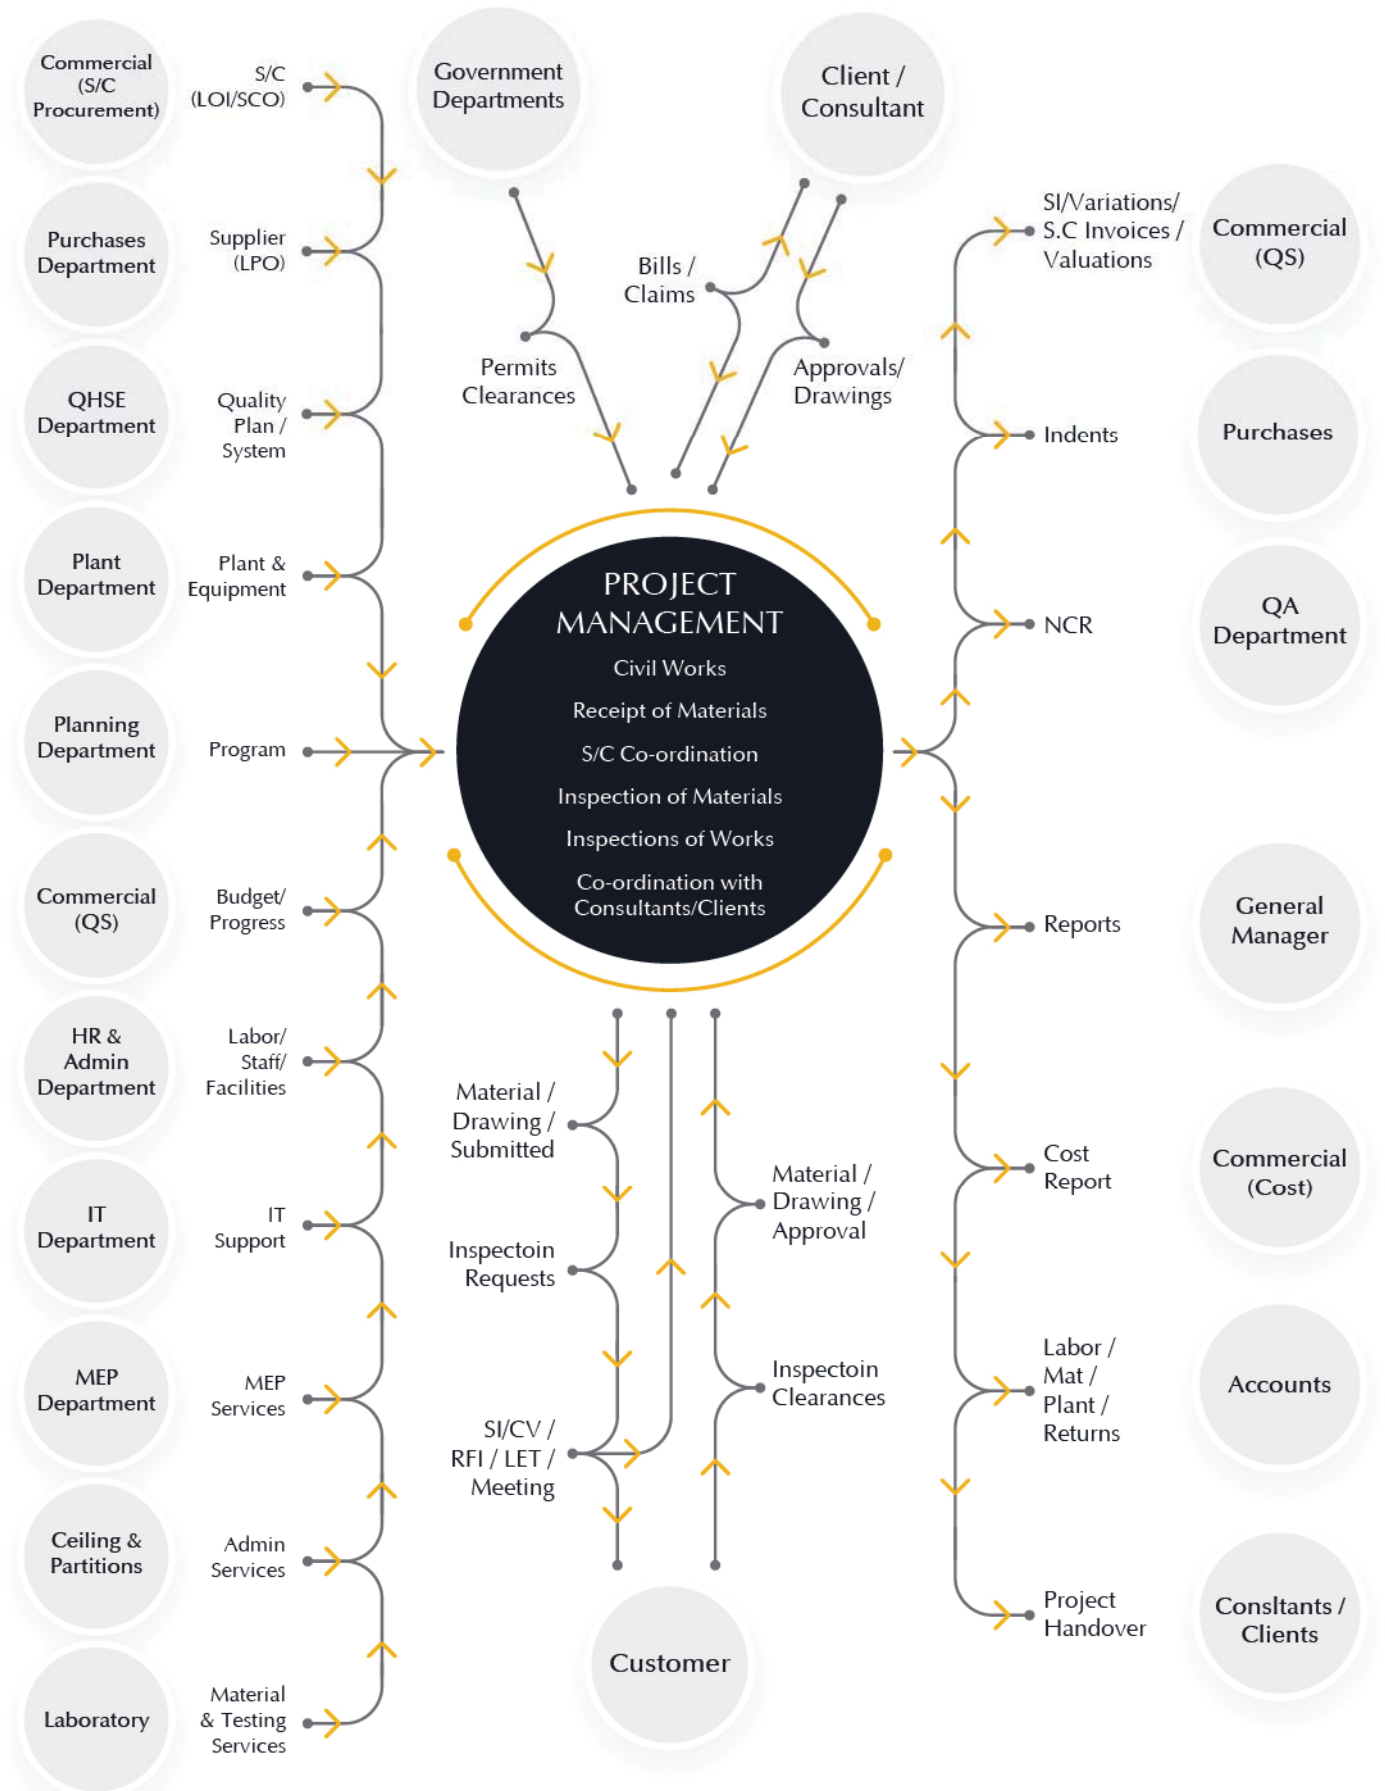 Commercial
(S/C
Procurement)
S/C
(LOI/SCO)
Purchases
Department
Supplier
(LPO)
QHSE
Department
Quality
Plan /
System
Plant
Department
Plant &
Equipment
Planning
Department
Program
Commercial
(QS)
Budget/
Progress
HR &
Admin
Department
Labor/
Staff/
Facilities
IT
Department
IT
Support
MEP
Department
MEP
Services
Ceiling &
Partitions
Admin
Services
Laboratory
Material
& Testing
Services
Government
Departments
Permits
Clearances
Client /
Consultant
Bills /
Claims
Approvals/
Drawings
PROJECT
MANAGEMENT
Civil Works
Receipt of Materials
S/C Co-ordination
Inspection of Materials
Inspections of Works
Co-ordination with
Consultants/Clients
Material /
Drawing /
Submitted
Inspectoin
Requests
SI/CV /
RFI / LET /
Meeting
Material /
Drawing /
Approval
Inspectoin
Clearances
Customer
SI/Variations/
S.C Invoices /
Valuations
Commercial
(QS)
Indents
Purchases
NCR
QA
Department
Reports
General
Manager
Cost
Report
Commercial
(Cost)
Labor /
Mat /
Plant /
Returns
Accounts
Project
Handover
Consltants /
Clients